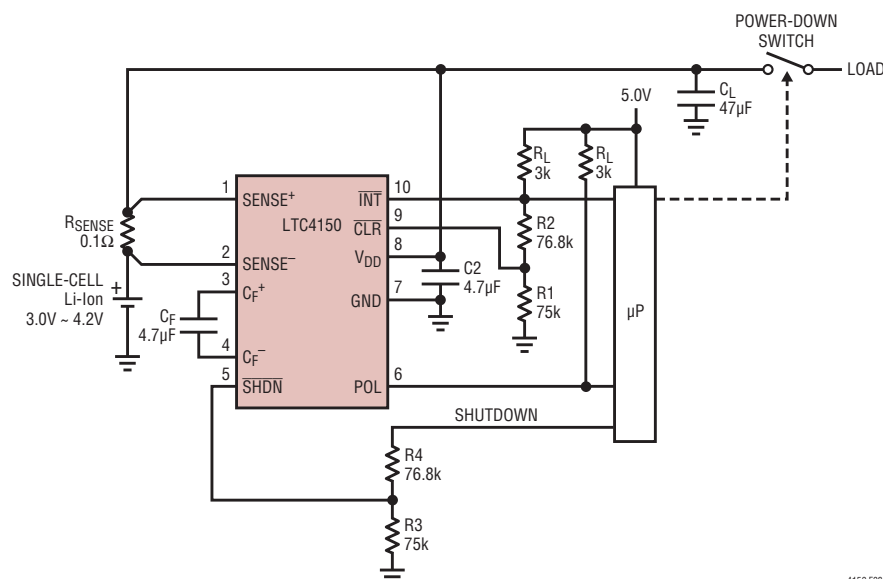 POWER-DOWN
SWITCH
LOAD
CL
47µF
5.0V
RL
3k
RL
3k
1
SENSE+
INT
10
9
LTC4150
CLR
R2
76.8k
RSENSE
0.1Ω
2
SENSE−
VDD
8
SINGLE-CELL
Li-Ion
3.0V ~ 4.2V
+
3
CF+
C2
4.7µF
GND
7
R1
75k
µP
CF
4.7µF
4
CF−
5
SHDN
POL
6
SHUTDOWN
R4
76.8k
R3
75k